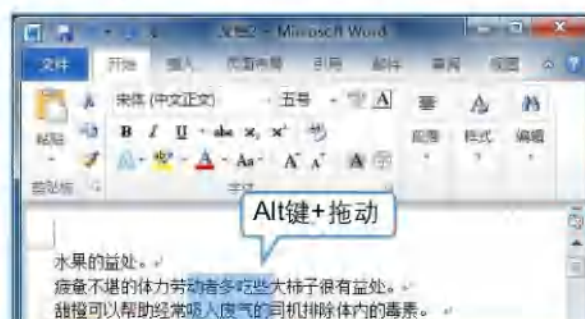 文档2 - Microsoft Word
文件 开始 插入 页面布局 引用 邮件 审阅 视图
宋体 (中文正文) 五号 A
粘贴 B I U abc x₂ x² 段落 样式 编辑
A Aa A A A
剪贴板 字体
Alt键+拖动
水果的益处。
疲惫不堪的体力劳动者多吃些大柿子很有益处。
甜橙可以帮助经常吸入废气的司机排除体内的毒素。